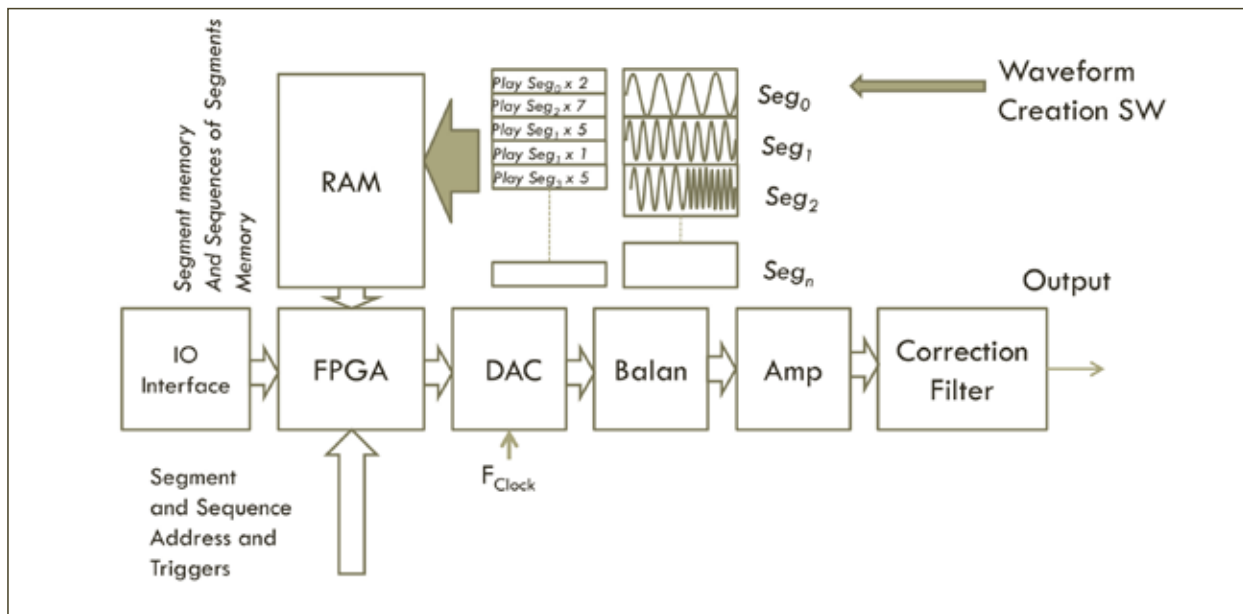 Segment memory
And Sequences of Segments
Memory
RAM
Play Seg₀ x 2
Play Seg₂ x 7
Play Seg₁ x 5
Play Seg₁ x 1
Play Seg₃ x 5
Seg₀
Seg₁
Seg₂
Segₙ
Waveform
Creation SW
Output
IO
Interface
FPGA
DAC
Balan
Amp
Correction
Filter
F_Clock
Segment
and Sequence
Address and
Triggers